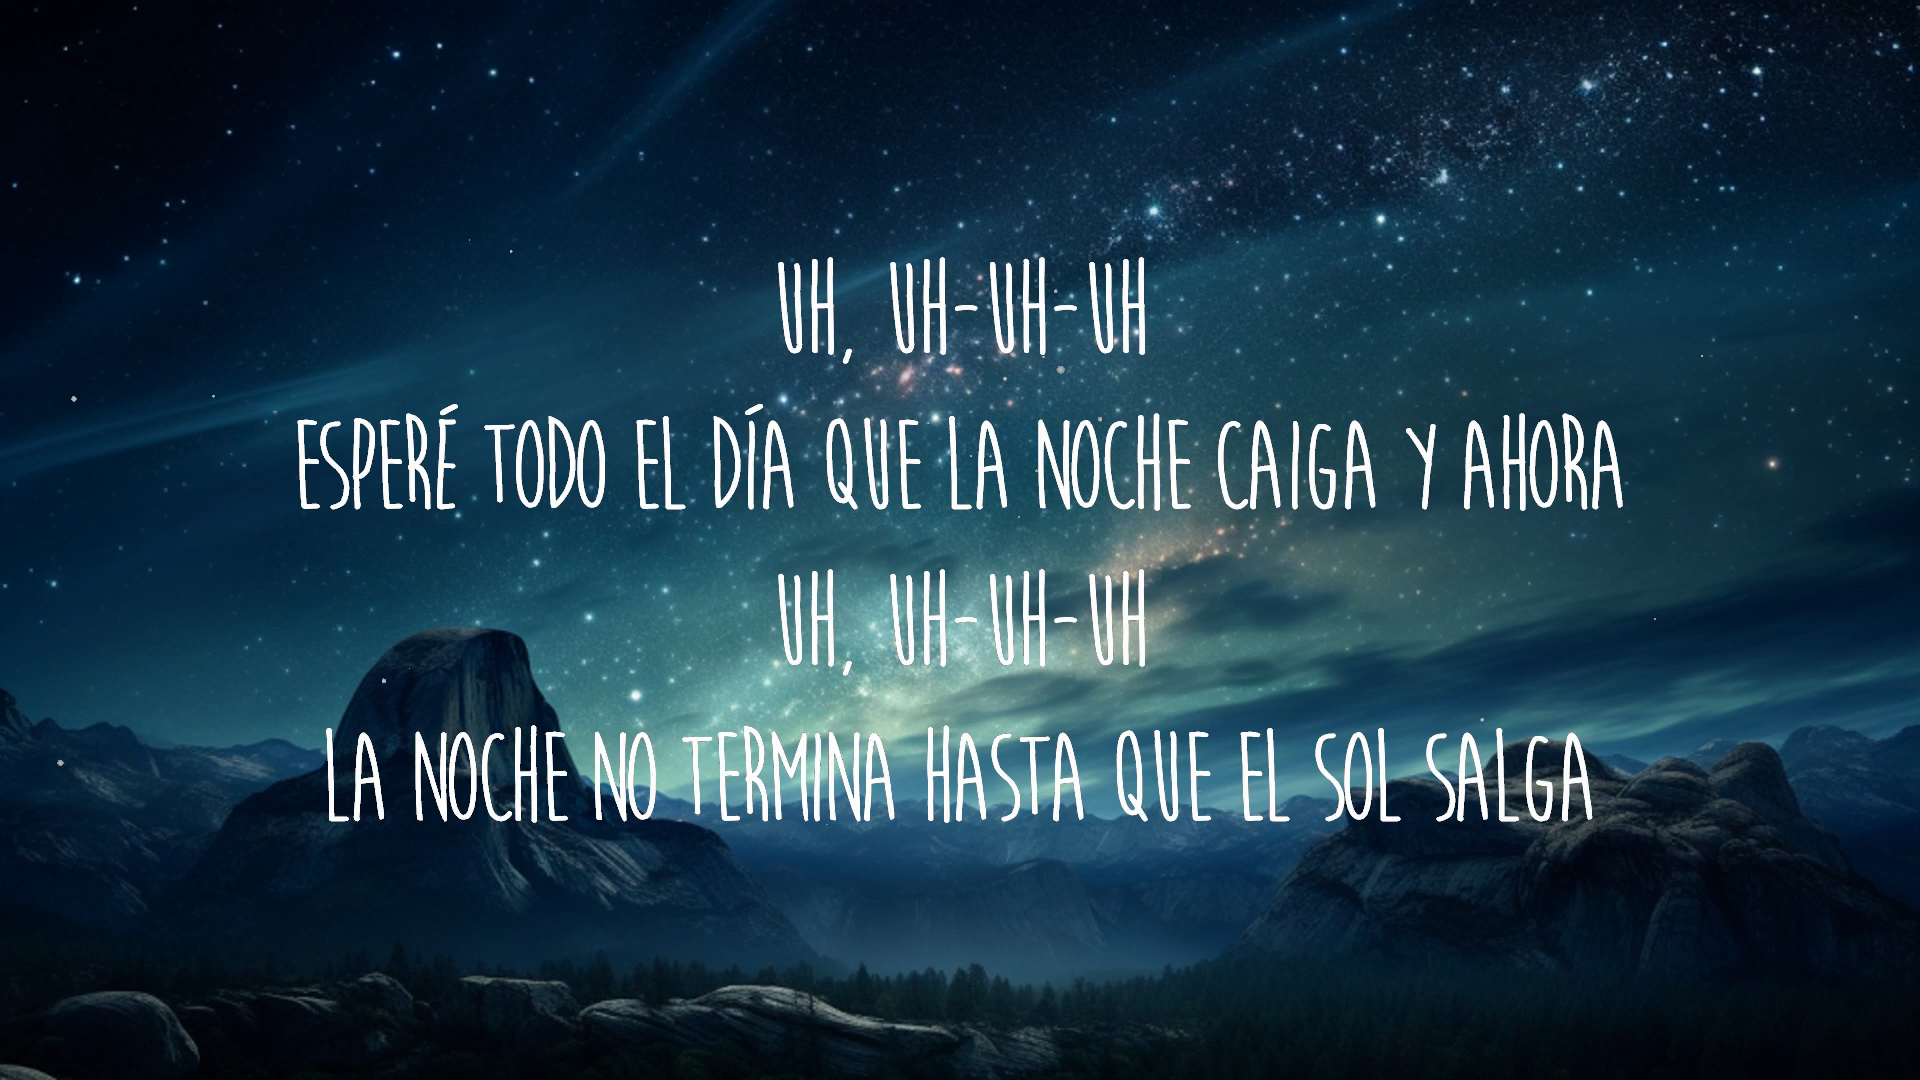 UH, UH-UH-UH
ESPERÉ TODO EL DÍA QUE LA NOCHE CAIGA Y AHORA
UH, UH-UH-UH
LA NOCHE NO TERMINA HASTA QUE EL SOL SALGA